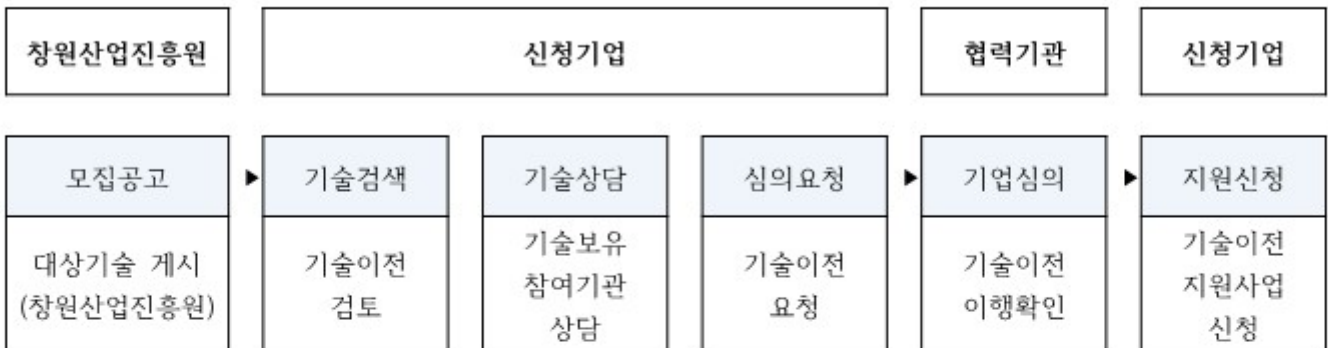 창원산업진흥원
신청기업
협력기관
신청기업
모집공고
▶
기술검색
기술상담
심의요청
▶
기업심의
▶
지원신청
대상기술 게시
(창원산업진흥원)
기술이전
검토
기술보유
참여기관
상담
기술이전
요청
기술이전
이행확인
기술이전
지원사업
신청